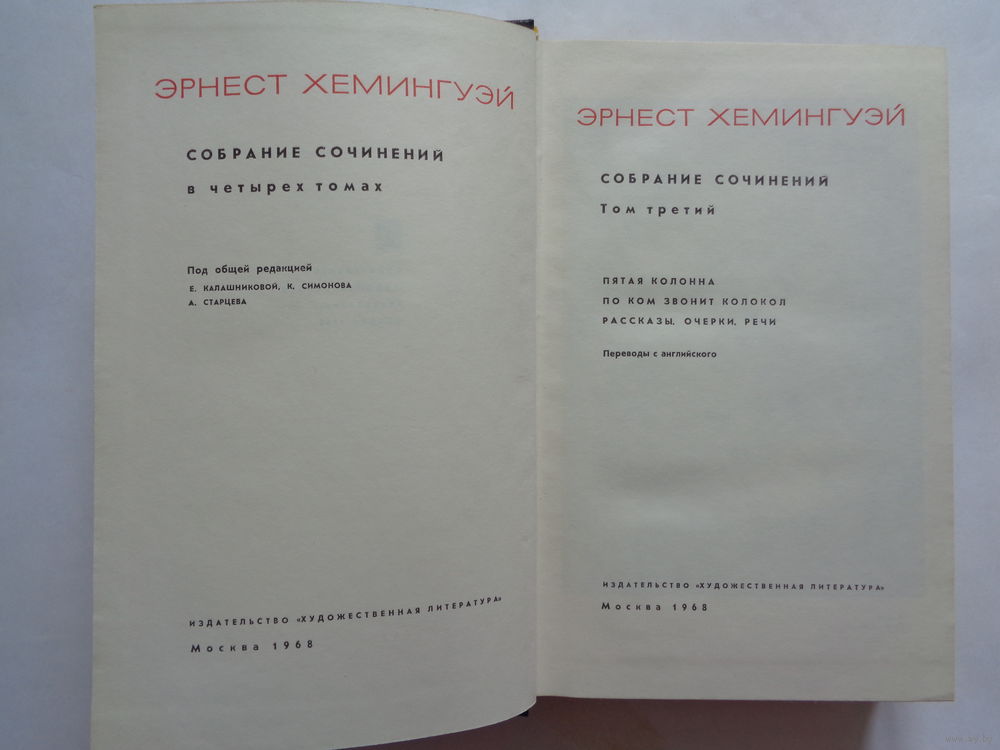 ЭРНЕСТ ХЕМИНГУЭЙ
СОБРАНИЕ СОЧИНЕНИЙ
в четырех томах
Под общей редакцией
Е. КАЛАШНИКОВОЙ, К. СИМОНОВА
А. СТАРЦЕВА
ИЗДАТЕЛЬСТВО «ХУДОЖЕСТВЕННАЯ ЛИТЕРАТУРА»
Москва 1968
ЭРНЕСТ ХЕМИНГУЭЙ
СОБРАНИЕ СОЧИНЕНИЙ
Том третий
ПЯТАЯ КОЛОННА
ПО КОМ ЗВОНИТ КОЛОКОЛ
РАССКАЗЫ, ОЧЕРКИ, РЕЧИ
Переводы с английского
ИЗДАТЕЛЬСТВО «ХУДОЖЕСТВЕННАЯ ЛИТЕРАТУРА»
Москва 1968